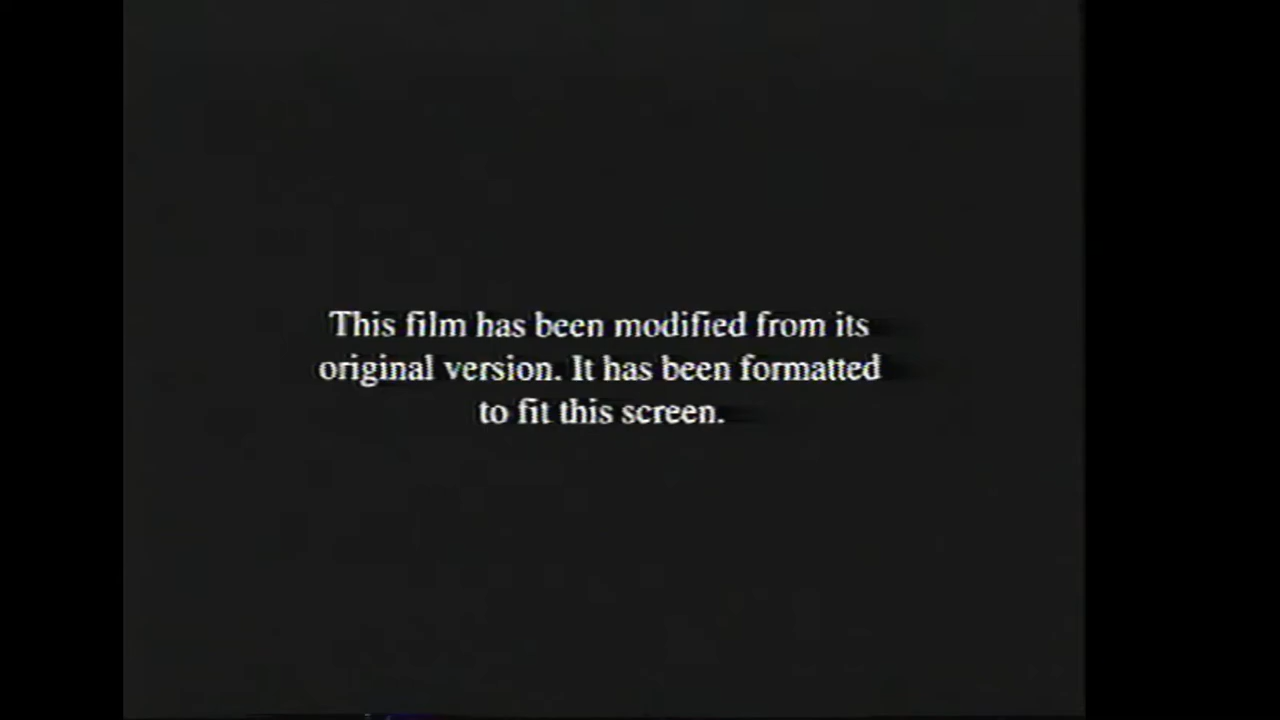 This film has been modified from its
original version. It has been formatted
to fit this screen.